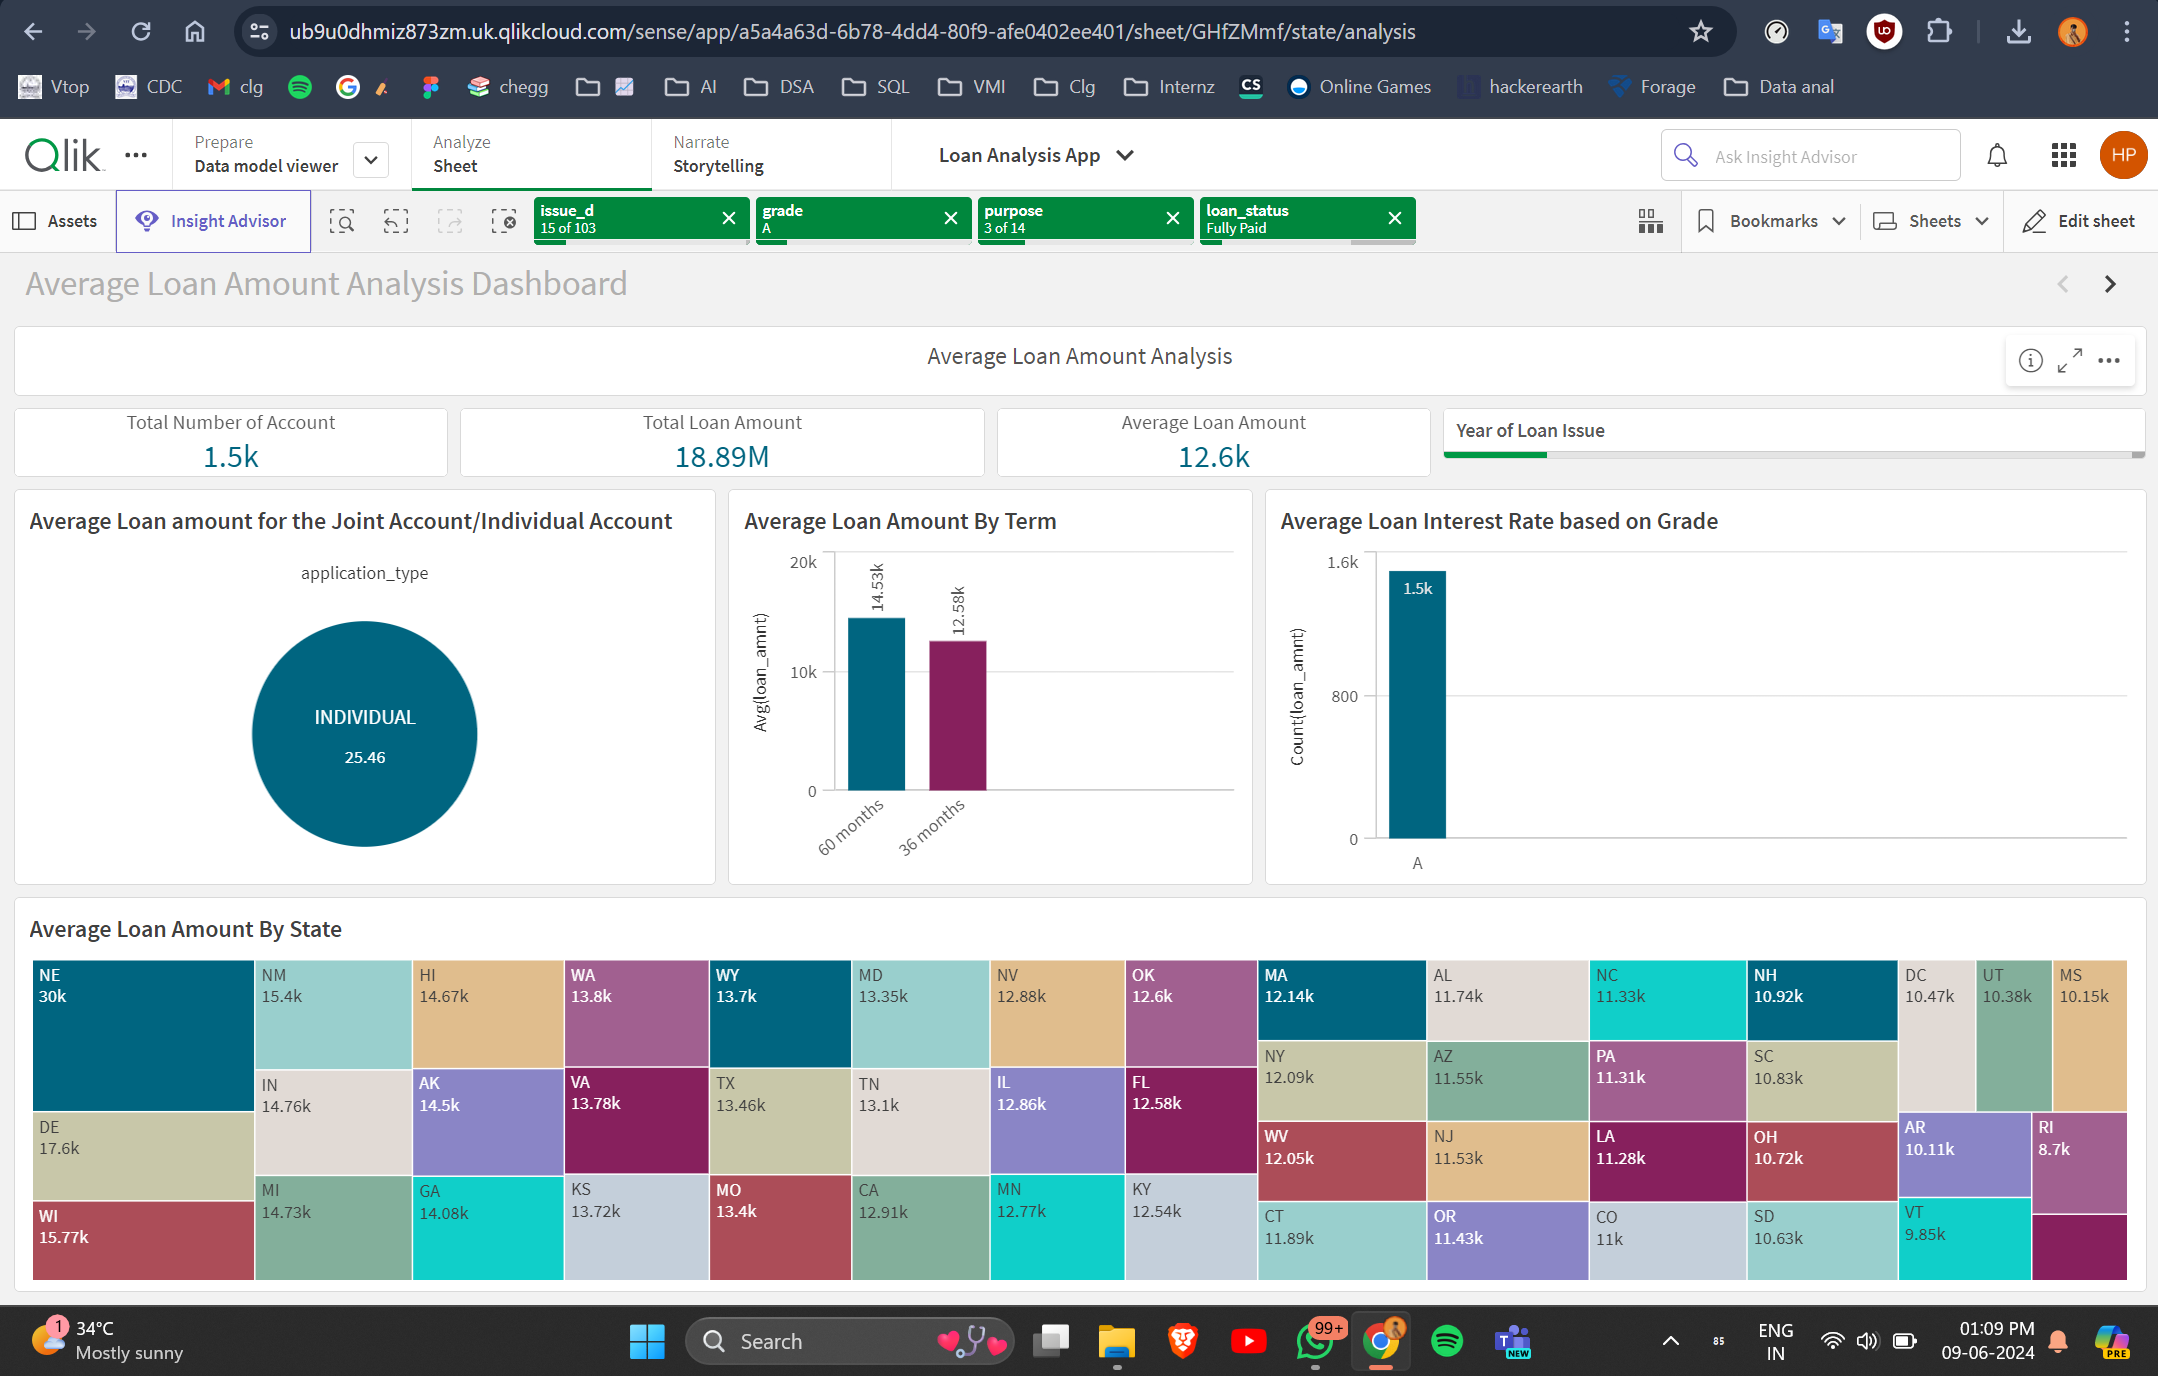 ub9u0dhmiz873zm.uk.qlikcloud.com/sense/app/a5a4a63d-6b78-4dd4-80f9-afe0402ee401/sheet/GHfZMmf/state/analysis
Vtop CDC clg chegg AI DSA SQL VMI Clg Internz CS Online Games hackerearth Forage Data anal
Qlik
Prepare
Data model viewer
Analyze
Sheet
Narrate
Storytelling
Loan Analysis App
Ask Insight Advisor
HP
Assets
Insight Advisor
issue_d
15 of 103
grade
A
purpose
3 of 14
loan_status
Fully Paid
Bookmarks
Sheets
Edit sheet
Average Loan Amount Analysis Dashboard
Average Loan Amount Analysis
Total Number of Account
1.5k
Total Loan Amount
18.89M
Average Loan Amount
12.6k
Year of Loan Issue
Average Loan amount for the Joint Account/Individual Account
application_type
INDIVIDUAL
25.46
Average Loan Amount By Term
Avg(loan_amnt)
20k
10k
0
14.53k
12.58k
60 months
36 months
Average Loan Interest Rate based on Grade
Count(loan_amnt)
1.6k
800
0
1.5k
A
Average Loan Amount By State
NE
30k
DE
17.6k
WI
15.77k
NM
15.4k
IN
14.76k
MI
14.73k
HI
14.67k
AK
14.5k
GA
14.08k
WA
13.8k
VA
13.78k
KS
13.72k
WY
13.7k
TX
13.46k
MO
13.4k
MD
13.35k
TN
13.1k
CA
12.91k
NV
12.88k
IL
12.86k
MN
12.77k
OK
12.6k
FL
12.58k
KY
12.54k
MA
12.14k
NY
12.09k
WV
12.05k
CT
11.89k
AL
11.74k
AZ
11.55k
NJ
11.53k
OR
11.43k
NC
11.33k
PA
11.31k
LA
11.28k
CO
11k
NH
10.92k
SC
10.83k
OH
10.72k
SD
10.63k
DC
10.47k
UT
10.38k
MS
10.15k
AR
10.11k
VT
9.85k
RI
8.7k
1
34°C
Mostly sunny
Search
99+
NEW
85
ENG
IN
01:09 PM
09-06-2024
PRE